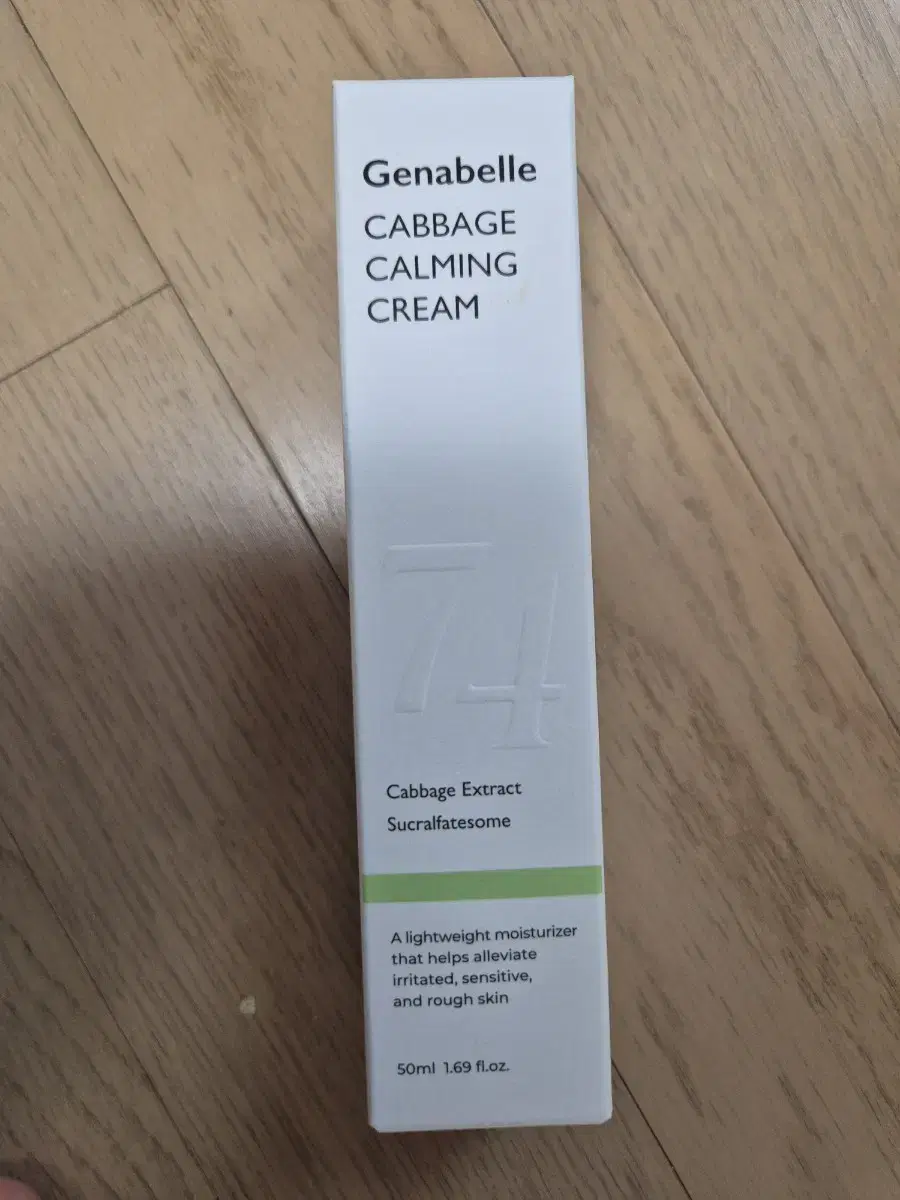 Genabelle
CABBAGE
CALMING
CREAM
74
Cabbage Extract
Sucralfatesome
A lightweight moisturizer
that helps alleviate
irritated, sensitive,
and rough skin
50ml 1.69 fl.oz.